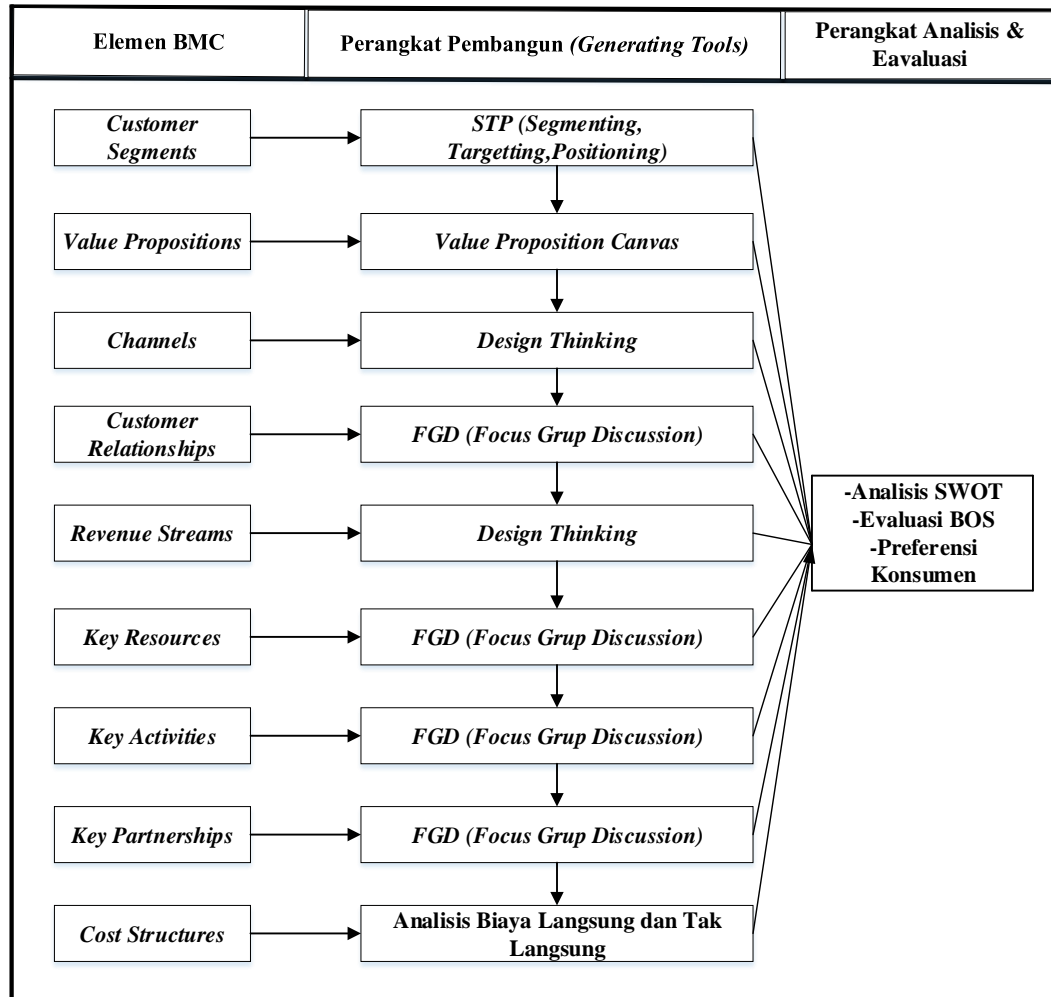 Elemen BMC
Perangkat Pembangun (Generating Tools)
Perangkat Analisis &
Eavaluasi
Customer
Segments
STP (Segmenting,
Targetting,Positioning)
Value Propositions
Value Proposition Canvas
Channels
Design Thinking
Customer
Relationships
FGD (Focus Grup Discussion)
Revenue Streams
Design Thinking
-Analisis SWOT
-Evaluasi BOS
-Preferensi
Konsumen
Key Resources
FGD (Focus Grup Discussion)
Key Activities
FGD (Focus Grup Discussion)
Key Partnerships
FGD (Focus Grup Discussion)
Cost Structures
Analisis Biaya Langsung dan Tak
Langsung